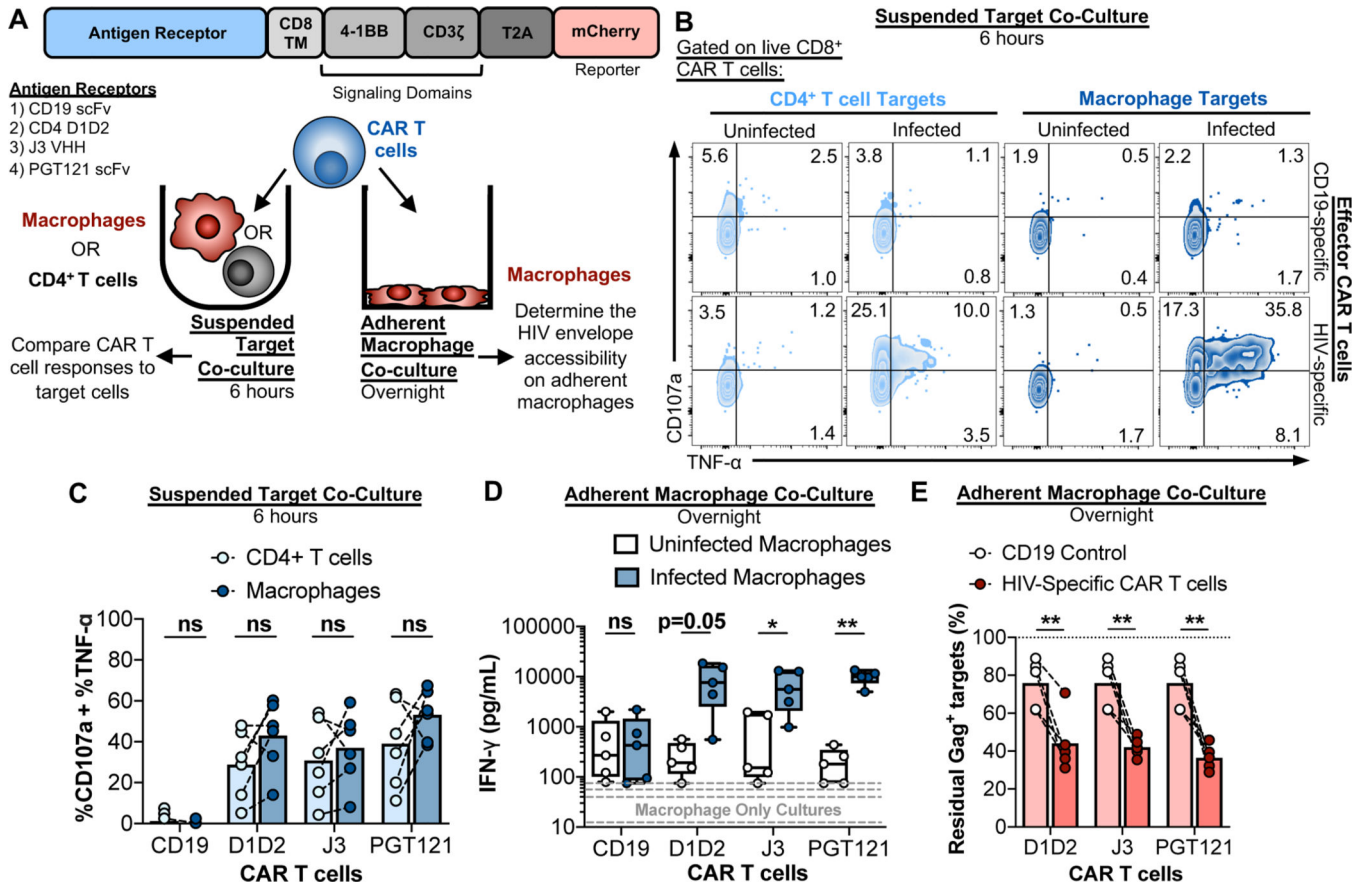 A
Antigen Receptor
CD8
TM
4-1BB
CD3ζ
T2A
mCherry
Reporter
Signaling Domains
Antigen Receptors
1) CD19 scFv
2) CD4 D1D2
3) J3 VHH
4) PGT121 scFv
CAR T
cells
Macrophages
OR
CD4⁺ T cells
OR
Macrophages
Suspended
Target
Co-culture
6 hours
Adherent
Macrophage
Co-culture
Overnight
Compare CAR T
cell responses to
target cells
Determine the
HIV envelope
accessibility
on adherent
macrophages
B
Suspended Target Co-Culture
6 hours
Gated on live CD8⁺
CAR T cells:
CD4⁺ T cell Targets
Macrophage Targets
Uninfected
Infected
Uninfected
Infected
5.6 2.5
1.0
3.8 1.1
0.8
1.9 0.5
0.4
2.2 1.3
1.7
CD19-specific
3.5 1.2
1.4
25.1 10.0
3.5
1.3 0.5
1.7
17.3 35.8
8.1
HIV-specific
Effector CAR T cells
CD107a
TNF-α
C
Suspended Target Co-Culture
6 hours
CD4+ T cells
Macrophages
%CD107a + %TNF-α
100
80
60
40
20
0
ns
ns
ns
ns
CD19
D1D2
J3
PGT121
CAR T cells
D
Adherent Macrophage Co-Culture
Overnight
Uninfected Macrophages
Infected Macrophages
IFN-γ (pg/mL)
100000
10000
1000
100
10
ns
p=0.05
*
**
Macrophage Only Cultures
CD19
D1D2
J3
PGT121
CAR T cells
E
Adherent Macrophage Co-Culture
Overnight
CD19 Control
HIV-Specific CAR T cells
Residual Gag⁺ targets (%)
100
80
60
40
20
0
**
**
**
D1D2
J3
PGT121
CAR T cells